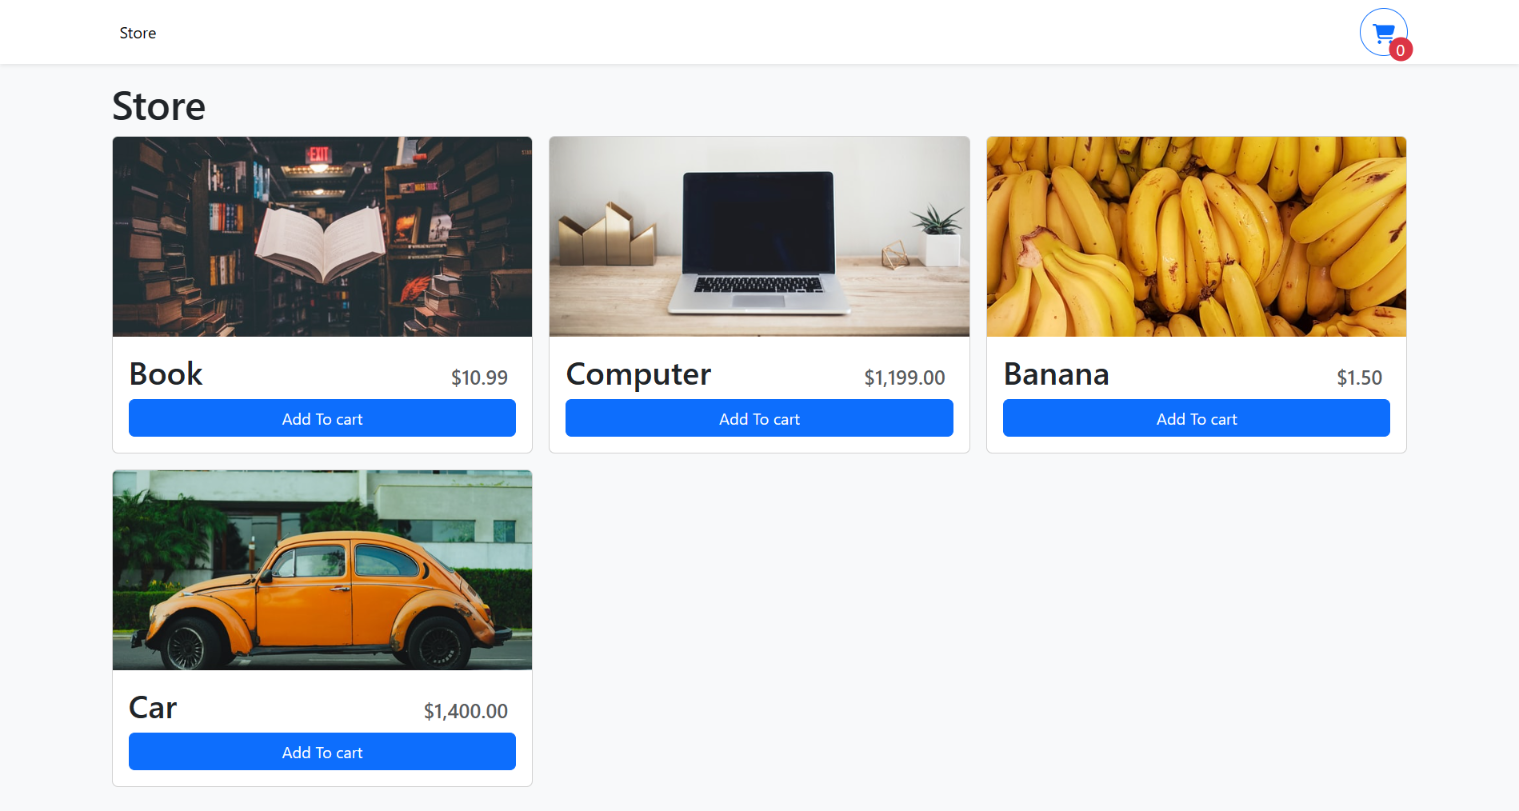 Store
0
Store
EXIT
Book $10.99
Add To cart
Computer $1,199.00
Add To cart
Banana $1.50
Add To cart
Car $1,400.00
Add To cart